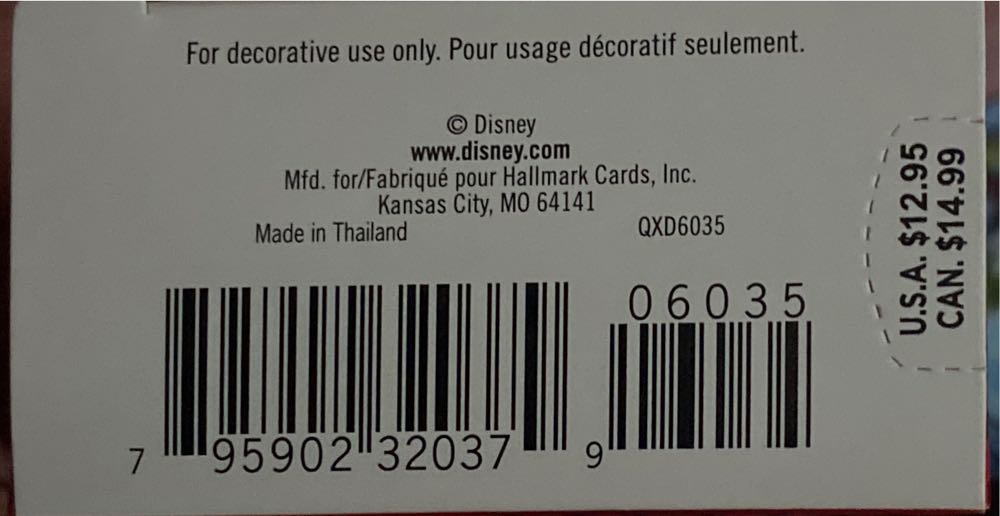 For decorative use only. Pour usage décoratif seulement.
© Disney
www.disney.com
Mfd. for/Fabriqué pour Hallmark Cards, Inc.
Kansas City, MO 64141
Made in Thailand QXD6035
U.S.A. $12.95
CAN. $14.99
06035
7 95902 32037 9